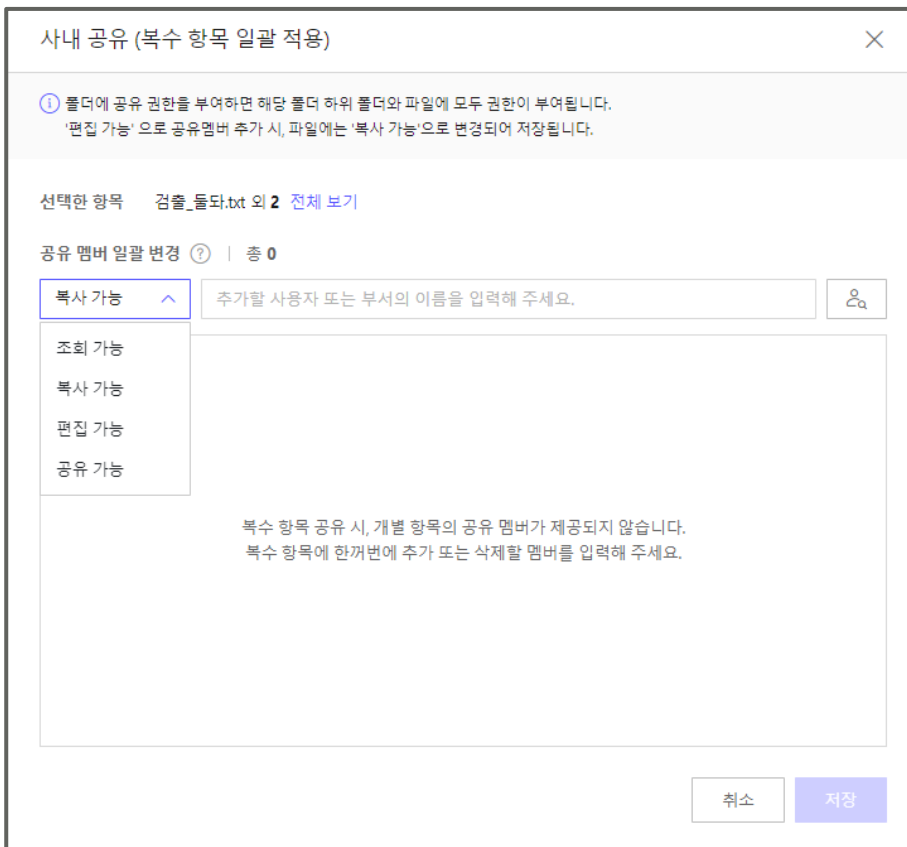 사내 공유 (복수 항목 일괄 적용)
폴더에 공유 권한을 부여하면 해당 폴더 하위 폴더와 파일에 모두 권한이 부여됩니다.
'편집 가능' 으로 공유멤버 추가 시, 파일에는 '복사 가능'으로 변경되어 저장됩니다.
선택한 항목 검출_둘돠.txt 외 2 전체 보기
공유 멤버 일괄 변경 ? | 총 0
복사 가능 추가할 사용자 또는 부서의 이름을 입력해 주세요.
조회 가능
복사 가능
편집 가능
공유 가능
복수 항목 공유 시, 개별 항목의 공유 멤버가 제공되지 않습니다.
복수 항목에 한꺼번에 추가 또는 삭제할 멤버를 입력해 주세요.
취소 저장